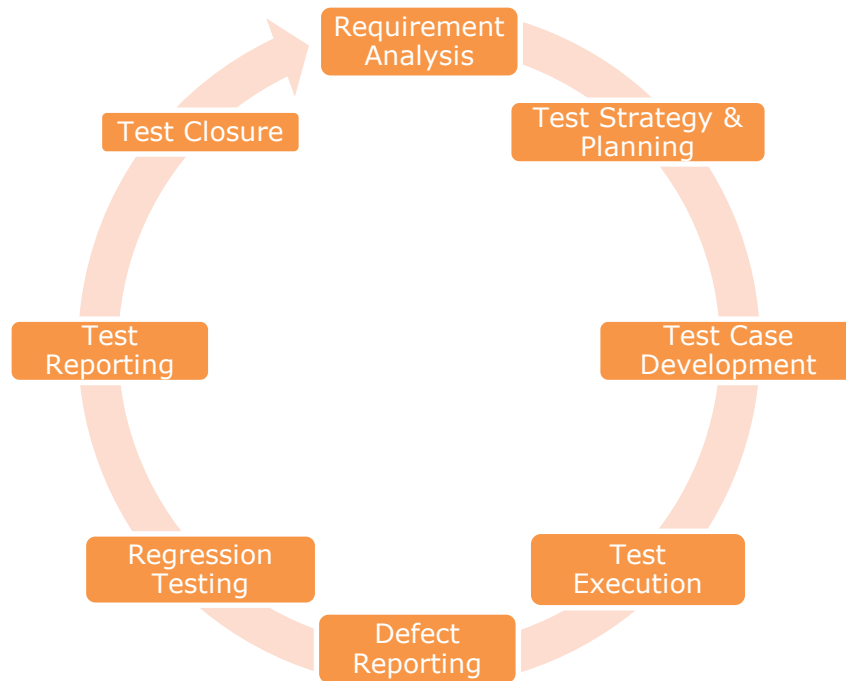 Requirement
Analysis
Test Strategy &
Planning
Test Case
Development
Test
Execution
Defect
Reporting
Regression
Testing
Test
Reporting
Test Closure